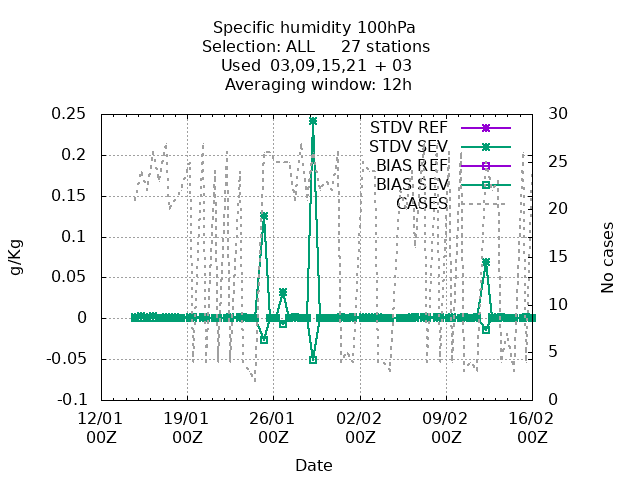 Specific humidity 100hPa
Selection: ALL 27 stations
Used 03,09,15,21 + 03
Averaging window: 12h
STDV REF
STDV SEV
BIAS REF
BIAS SEV
CASES
g/Kg
0.25
0.2
0.15
0.1
0.05
0
-0.05
-0.1
No cases
30
25
20
15
10
5
0
12/01 19/01 26/01 02/02 09/02 16/02
00Z 00Z 00Z 00Z 00Z 00Z
Date